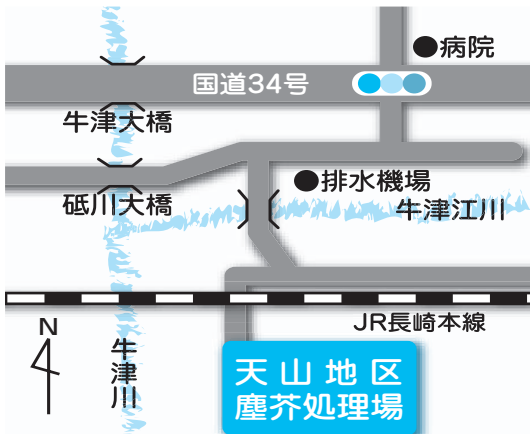 ●病院
国道34号
牛津大橋
●排水機場
砥川大橋
牛津江川
JR長崎本線
N
牛津川
天山地区
塵芥処理場